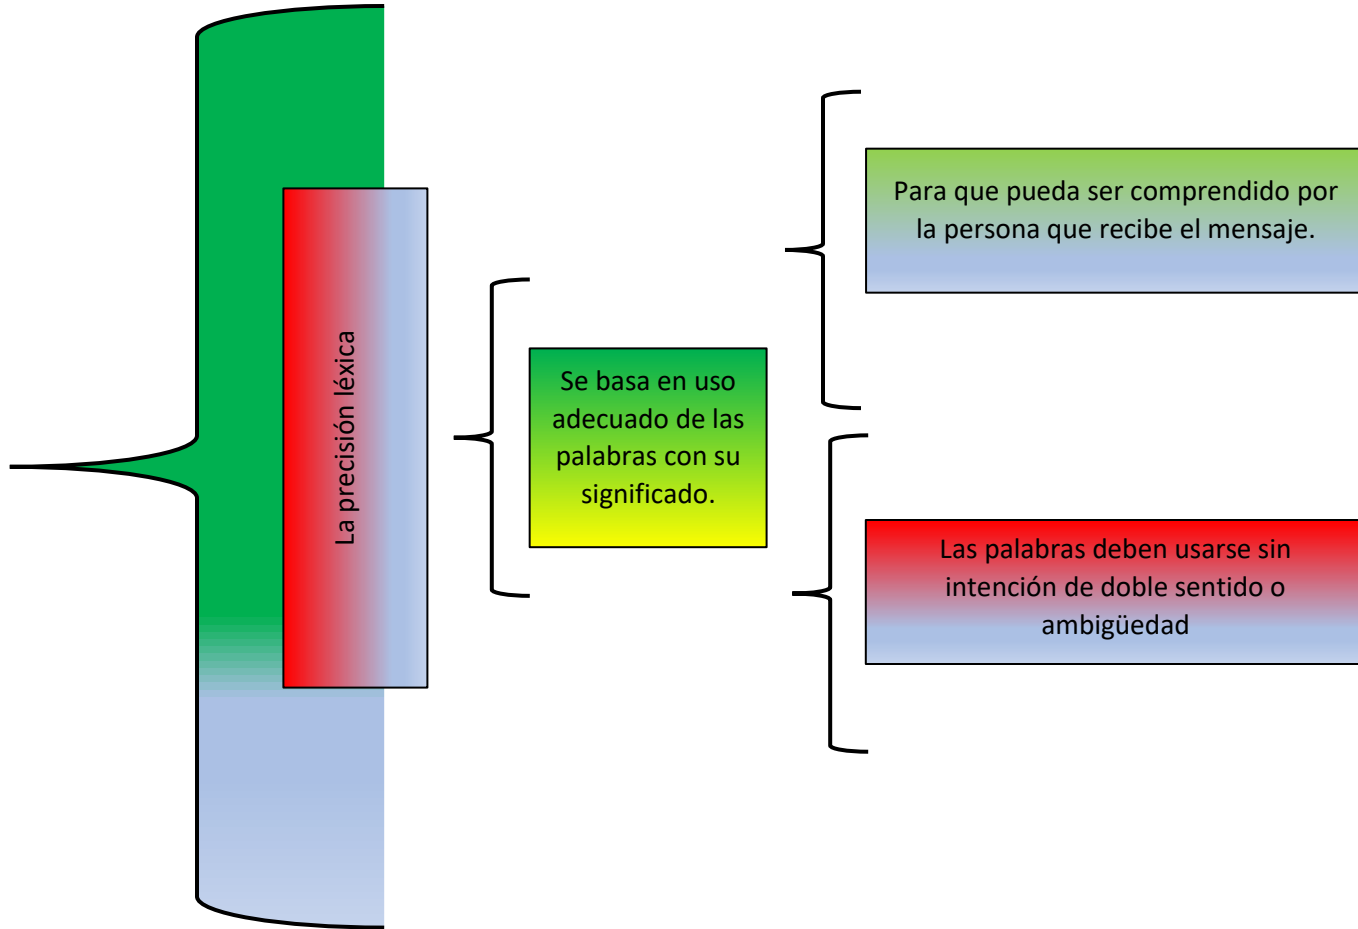 La precisión léxica
Se basa en uso
adecuado de las
palabras con su
significado.
Para que pueda ser comprendido por
la persona que recibe el mensaje.
Las palabras deben usarse sin
intención de doble sentido o
ambigüedad